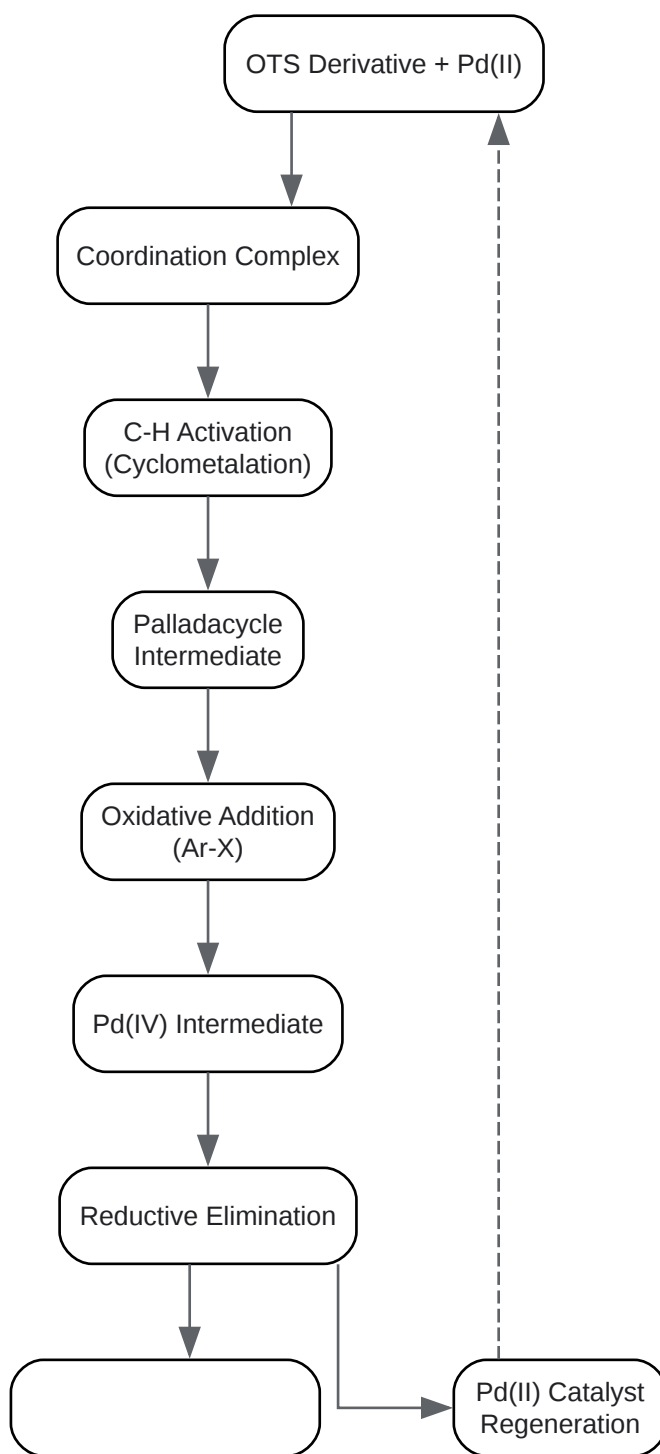 OTS Derivative + Pd(II)
Coordination Complex
C-H Activation
(Cyclometalation)
Palladacycle
Intermediate
Oxidative Addition
(Ar-X)
Pd(IV) Intermediate
Reductive Elimination
Pd(II) Catalyst
Regeneration